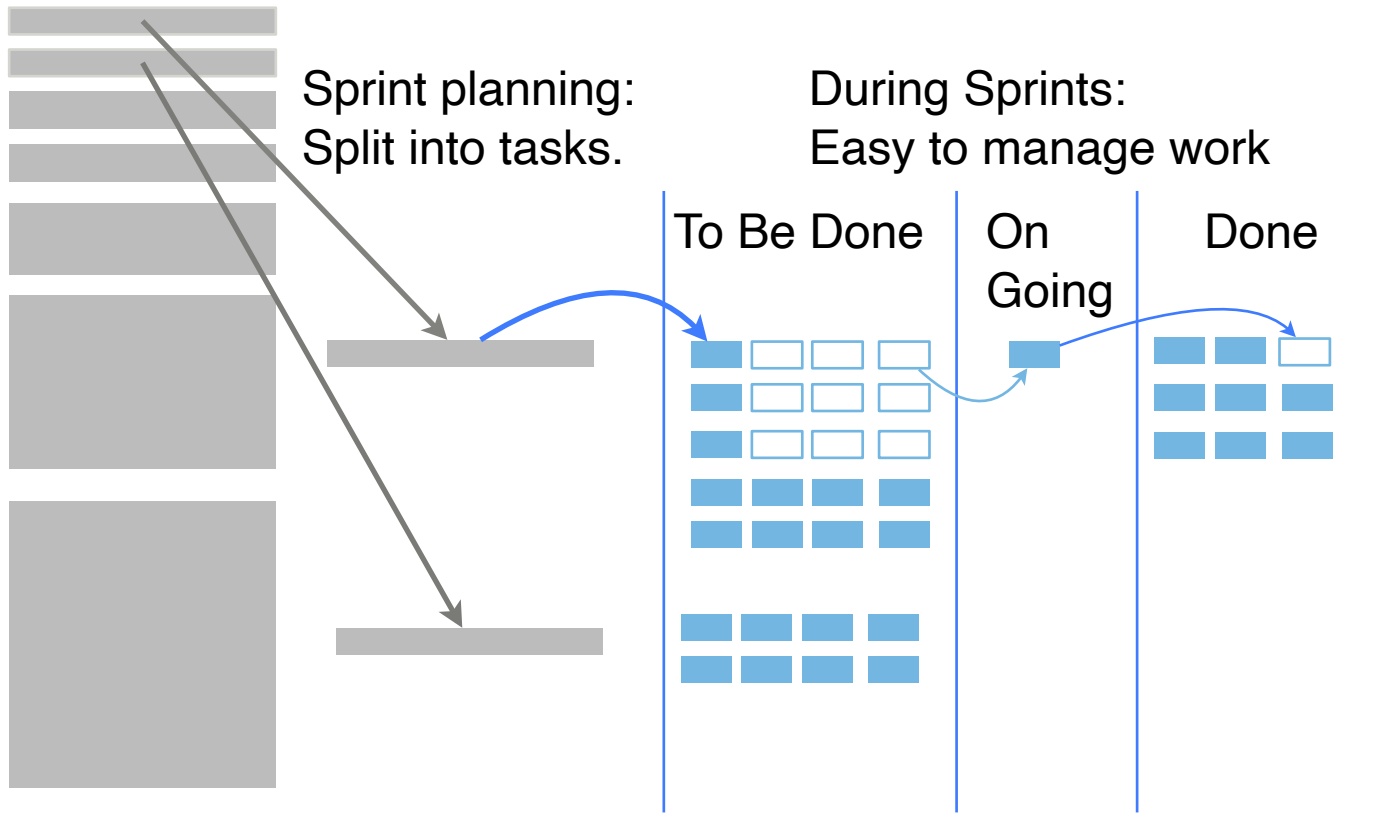 Sprint planning:
Split into tasks.
During Sprints:
Easy to manage work
To Be Done
On
Going
Done